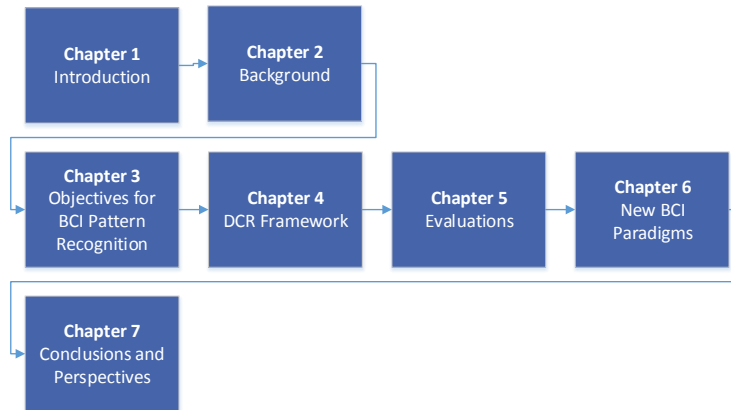 Chapter 1
Introduction
Chapter 2
Background
Chapter 3
Objectives for
BCI Pattern
Recognition
Chapter 4
DCR Framework
Chapter 5
Evaluations
Chapter 6
New BCI
Paradigms
Chapter 7
Conclusions and
Perspectives